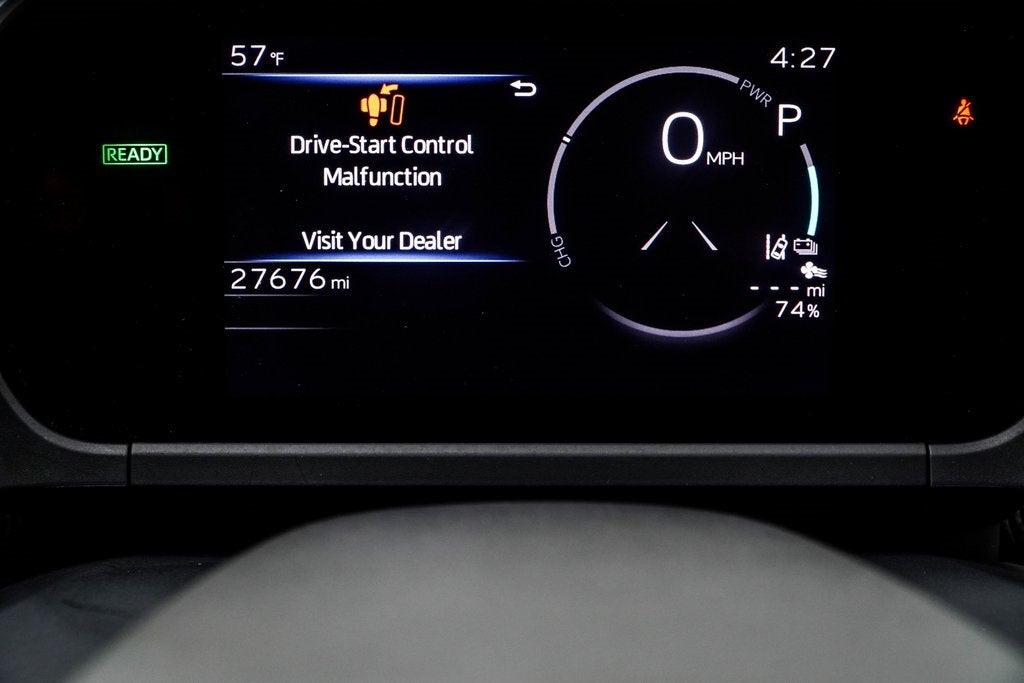 57 °F
4:27
PWR
P
Drive-Start Control
Malfunction
READY
0 MPH
Visit Your Dealer
CHG
27676 mi
- - - mi
74%